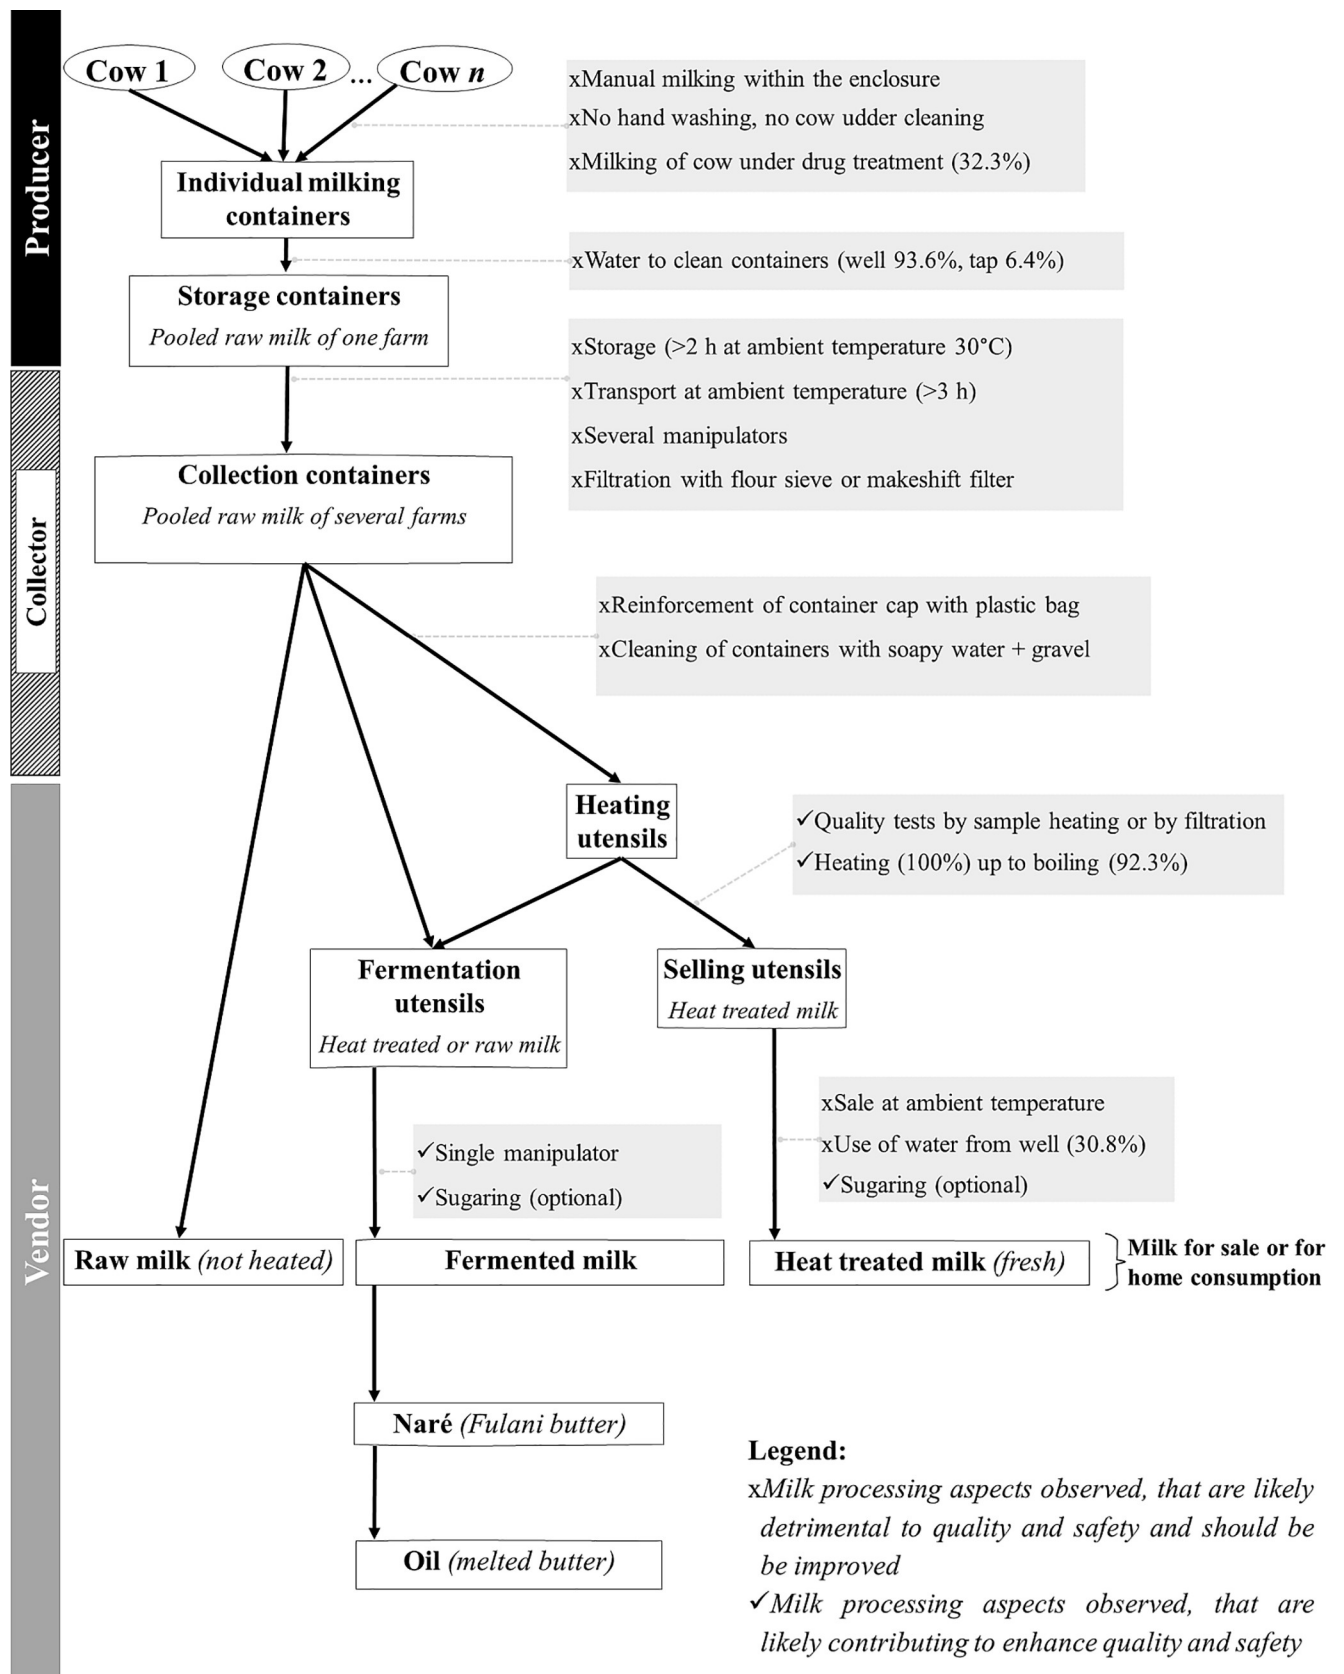 Producer
Cow 1
Cow 2
...
Cow n
xManual milking within the enclosure
xNo hand washing, no cow udder cleaning
xMilking of cow under drug treatment (32.3%)
Individual milking
containers
xWater to clean containers (well 93.6%, tap 6.4%)
Storage containers
Pooled raw milk of one farm
xStorage (>2 h at ambient temperature 30°C)
xTransport at ambient temperature (>3 h)
xSeveral manipulators
xFiltration with flour sieve or makeshift filter
Collector
Collection containers
Pooled raw milk of several farms
xReinforcement of container cap with plastic bag
xCleaning of containers with soapy water + gravel
Vendor
Heating
utensils
✓Quality tests by sample heating or by filtration
✓Heating (100%) up to boiling (92.3%)
Fermentation
utensils
Heat treated or raw milk
Selling utensils
Heat treated milk
✓Single manipulator
✓Sugaring (optional)
xSale at ambient temperature
xUse of water from well (30.8%)
✓Sugaring (optional)
Raw milk (not heated)
Fermented milk
Heat treated milk (fresh)
Milk for sale or for
home consumption
Naré (Fulani butter)
Oil (melted butter)
Legend:
xMilk processing aspects observed, that are likely
detrimental to quality and safety and should be
be improved
✓Milk processing aspects observed, that are
likely contributing to enhance quality and safety